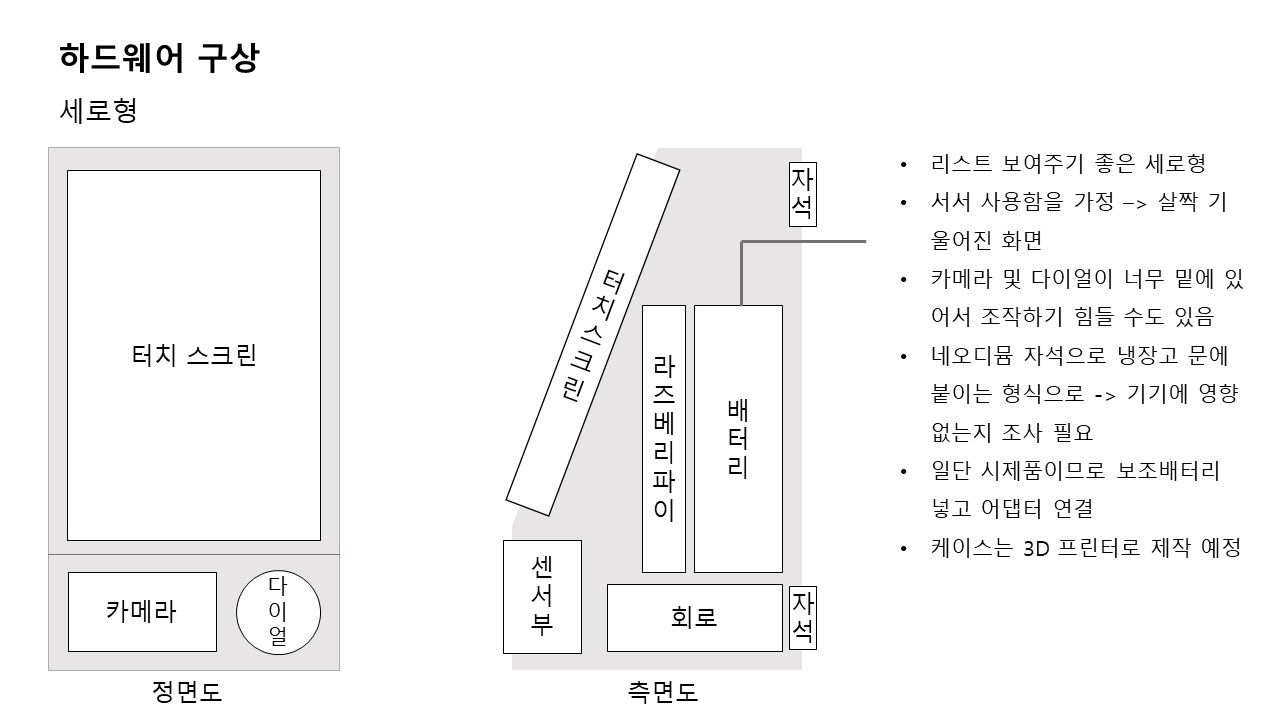 하드웨어 구상
세로형
터치 스크린
카메라
다이얼
정면도
터치스크린
자석
라즈베리파이
배터리
센서부
회로
자석
측면도
• 리스트 보여주기 좋은 세로형
• 서서 사용함을 가정 –> 살짝 기
울어진 화면
• 카메라 및 다이얼이 너무 밑에 있
어서 조작하기 힘들 수도 있음
• 네오디뮴 자석으로 냉장고 문에
붙이는 형식으로 -> 기기에 영향
없는지 조사 필요
• 일단 시제품이므로 보조배터리
넣고 어댑터 연결
• 케이스는 3D 프린터로 제작 예정